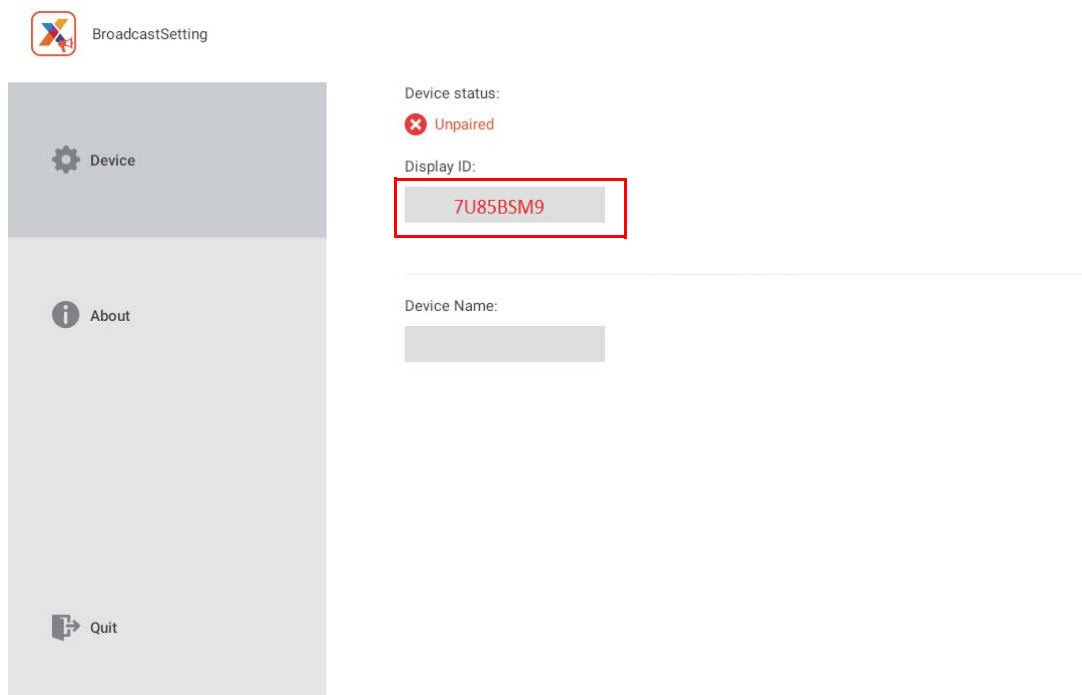 BroadcastSetting
Device
About
Quit
Device status:
Unpaired
Display ID:
7U85BSM9
Device Name: